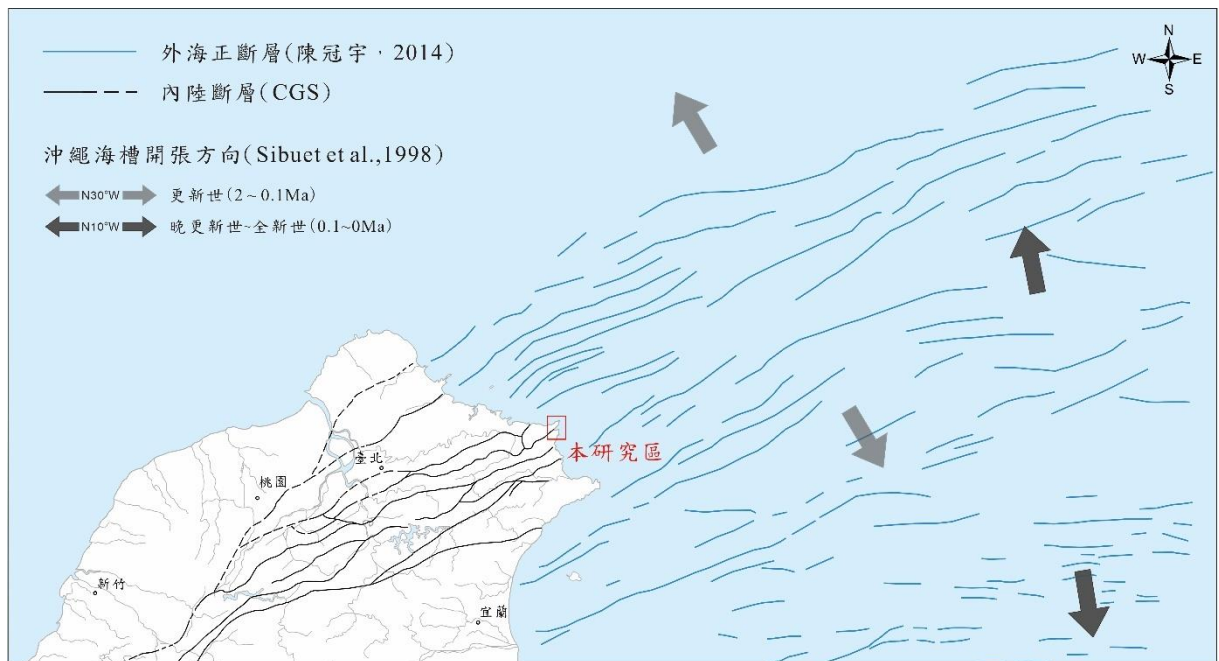 外海正斷層(陳冠宇，2014)
內陸斷層(CGS)
沖繩海槽開張方向(Sibuet et al.,1998)
N30°W 更新世(2~0.1Ma)
N10°W 晚更新世~全新世(0.1~0Ma)
N
W E
S
本研究區
臺北
桃園
新竹
宜蘭